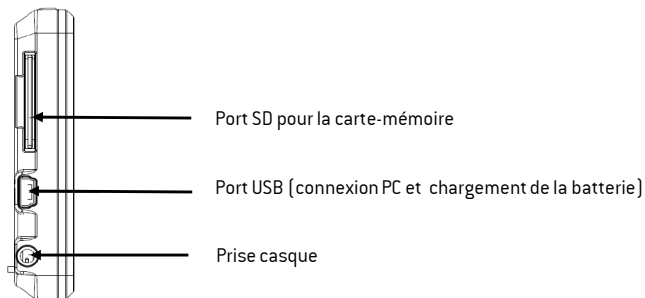 Port SD pour la carte-mémoire
Port USB (connexion PC et chargement de la batterie)
Prise casque